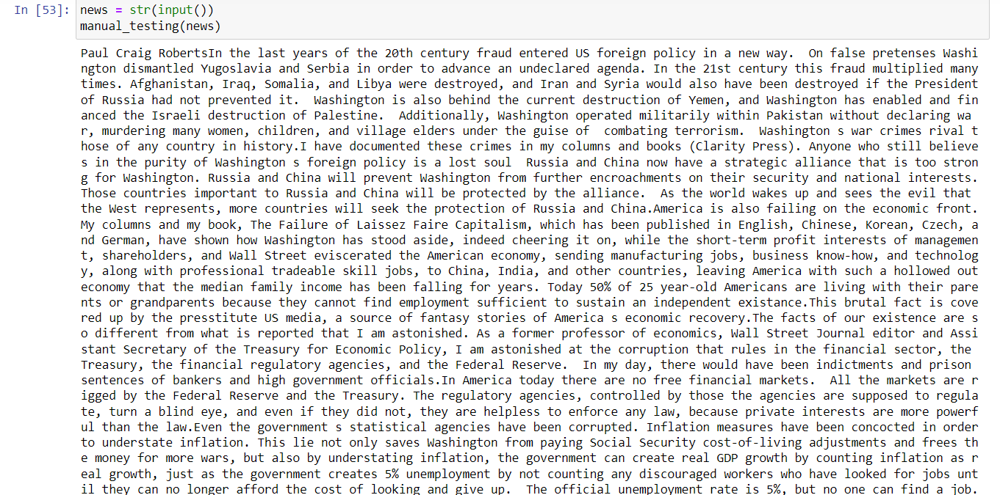 In [53]: news = str(input())
manual_testing(news)
Paul Craig RobertsIn the last years of the 20th century fraud entered US foreign policy in a new way.  On false pretenses Washi
ngton dismantled Yugoslavia and Serbia in order to advance an undeclared agenda. In the 21st century this fraud multiplied many
times. Afghanistan, Iraq, Somalia, and Libya were destroyed, and Iran and Syria would also have been destroyed if the President
of Russia had not prevented it.  Washington is also behind the current destruction of Yemen, and Washington has enabled and fin
anced the Israeli destruction of Palestine.  Additionally, Washington operated militarily within Pakistan without declaring wa
r, murdering many women, children, and village elders under the guise of  combating terrorism.  Washington s war crimes rival t
hose of any country in history.I have documented these crimes in my columns and books (Clarity Press). Anyone who still believe
s in the purity of Washington s foreign policy is a lost soul  Russia and China now have a strategic alliance that is too stron
g for Washington. Russia and China will prevent Washington from further encroachments on their security and national interests.
Those countries important to Russia and China will be protected by the alliance.  As the world wakes up and sees the evil that
the West represents, more countries will seek the protection of Russia and China.America is also failing on the economic front.
My columns and my book, The Failure of Laissez Faire Capitalism, which has been published in English, Chinese, Korean, Czech, a
nd German, have shown how Washington has stood aside, indeed cheering it on, while the short-term profit interests of managemen
t, shareholders, and Wall Street eviscerated the American economy, sending manufacturing jobs, business know-how, and technolog
y, along with professional tradeable skill jobs, to China, India, and other countries, leaving America with such a hollowed out
economy that the median family income has been falling for years. Today 50% of 25 year-old Americans are living with their pare
nts or grandparents because they cannot find employment sufficient to sustain an independent existance.This brutal fact is cove
red up by the presstitute US media, a source of fantasy stories of America s economic recovery.The facts of our existence are s
o different from what is reported that I am astonished. As a former professor of economics, Wall Street Journal editor and Assi
stant Secretary of the Treasury for Economic Policy, I am astonished at the corruption that rules in the financial sector, the
Treasury, the financial regulatory agencies, and the Federal Reserve.  In my day, there would have been indictments and prison
sentences of bankers and high government officials.In America today there are no free financial markets.  All the markets are r
igged by the Federal Reserve and the Treasury. The regulatory agencies, controlled by those the agencies are supposed to regula
te, turn a blind eye, and even if they did not, they are helpless to enforce any law, because private interests are more powerf
ul than the law.Even the government s statistical agencies have been corrupted. Inflation measures have been concocted in order
to understate inflation. This lie not only saves Washington from paying Social Security cost-of-living adjustments and frees th
e money for more wars, but also by understating inflation, the government can create real GDP growth by counting inflation as r
eal growth, just as the government creates 5% unemployment by not counting any discouraged workers who have looked for jobs unt
il they can no longer afford the cost of looking and give up.  The official unemployment rate is 5%, but no one can find a job.